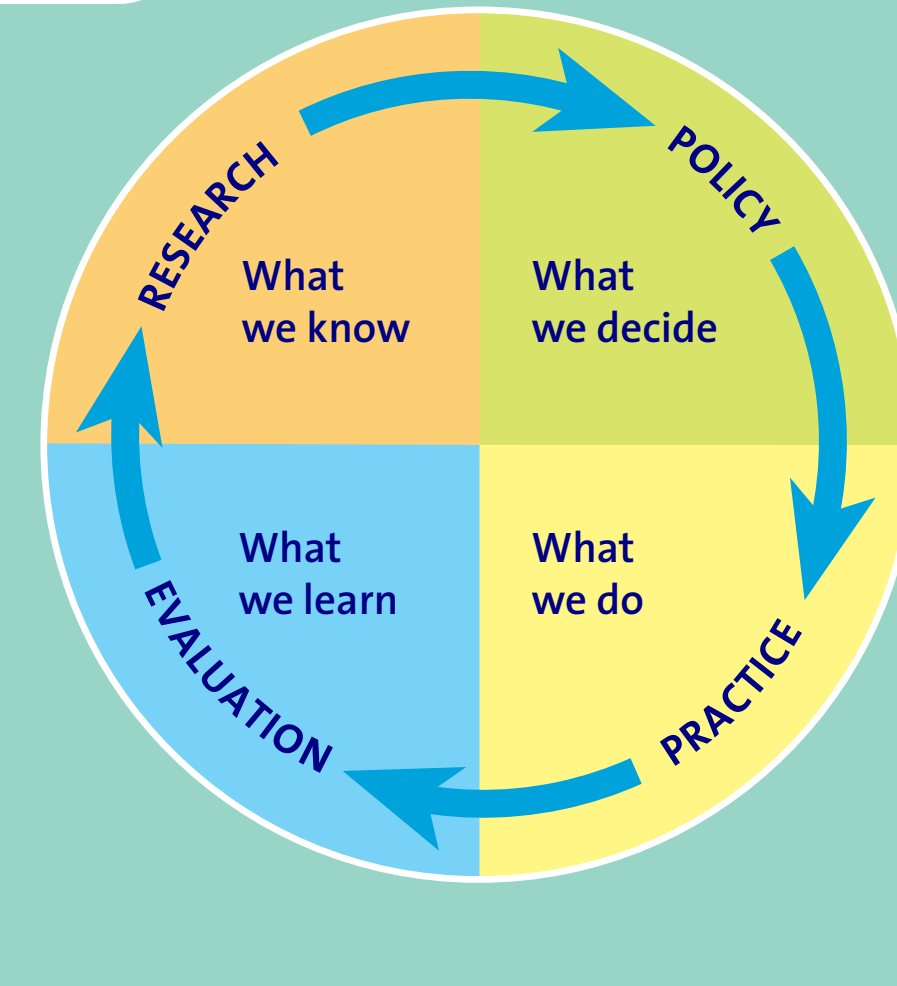 RESEARCH
What
we know
POLICY
What
we decide
PRACTICE
What
we do
EVALUATION
What
we learn